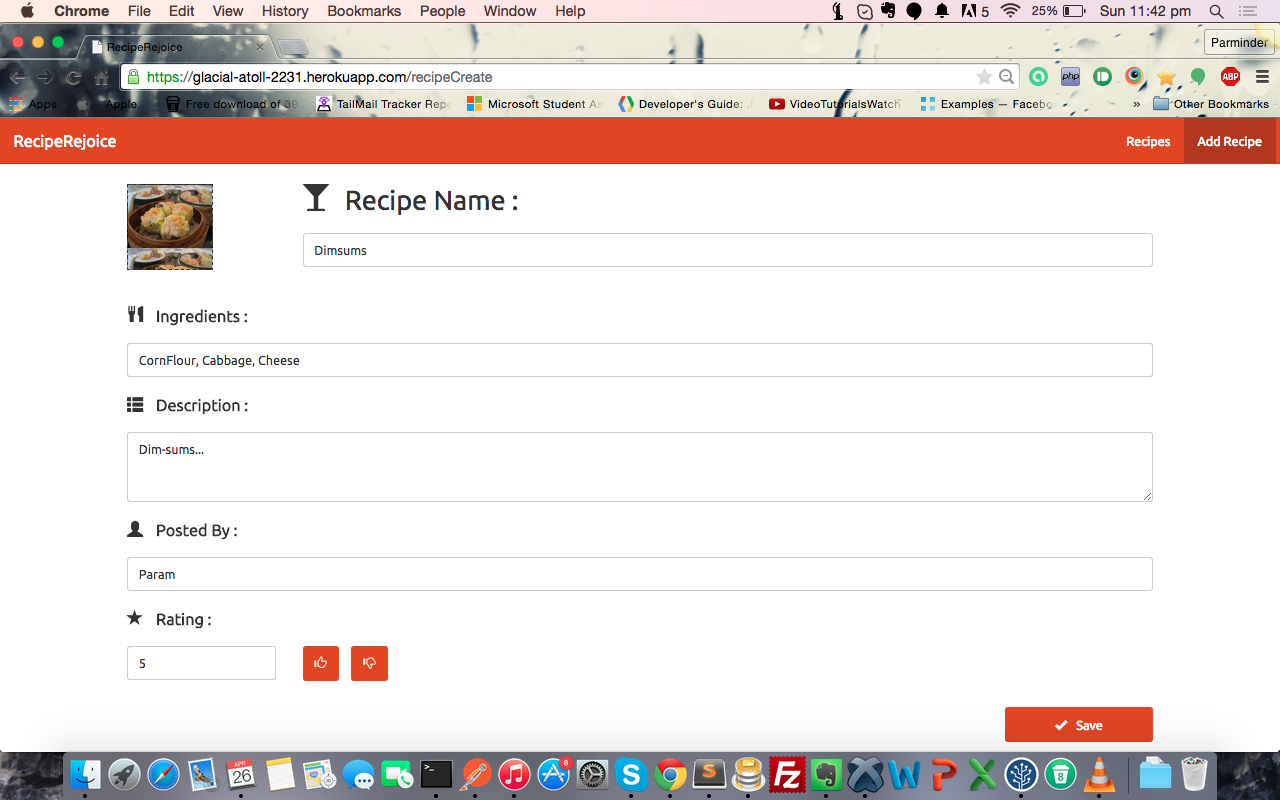 Chrome File Edit View History Bookmarks People Window Help 5 25% Sun 11:42 pm
RecipeRejoice
Parminder
https://glacial-atoll-2231.herokuapp.com/recipeCreate
php ABP
Apps Apple Free download of 39 TailMail Tracker Repo Microsoft Student As Developer's Guide: VideoTutorialsWatch Examples – Facebo » Other Bookmarks
RecipeRejoice Recipes Add Recipe
Recipe Name :
Dimsums
Ingredients :
CornFlour, Cabbage, Cheese
Description :
Dim-sums...
Posted By :
Param
Rating :
5
Save
APR
26
8
S
S
Fz
W
P
X
8